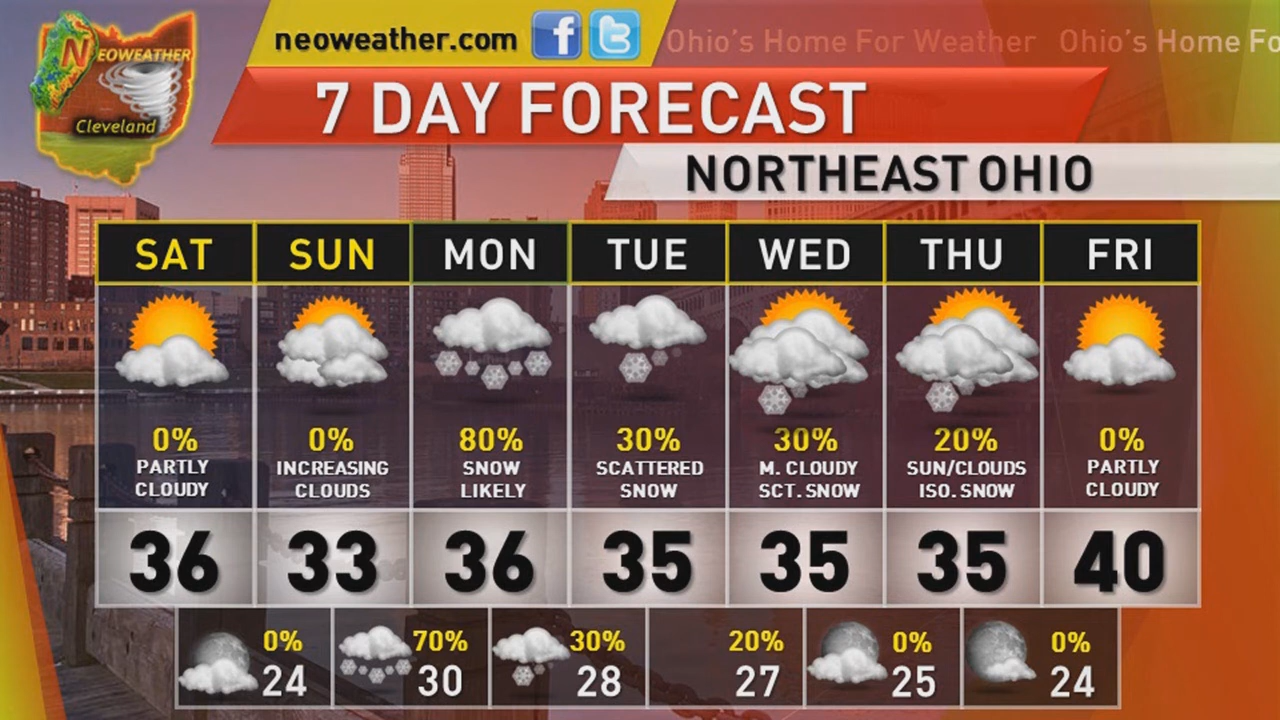 NEOWEATHER
Cleveland
neoweather.com
Ohio's Home For Weather Ohio's Home Fo
7 DAY FORECAST
NORTHEAST OHIO
SAT SUN MON TUE WED THU FRI
0% 0% 80% 30% 30% 20% 0%
PARTLY INCREASING SNOW SCATTERED M. CLOUDY SUN/CLOUDS PARTLY
CLOUDY CLOUDS LIKELY SNOW SCT. SNOW ISO. SNOW CLOUDY
36 33 36 35 35 35 40
0% 70% 30% 20% 0% 0%
24 30 28 27 25 24